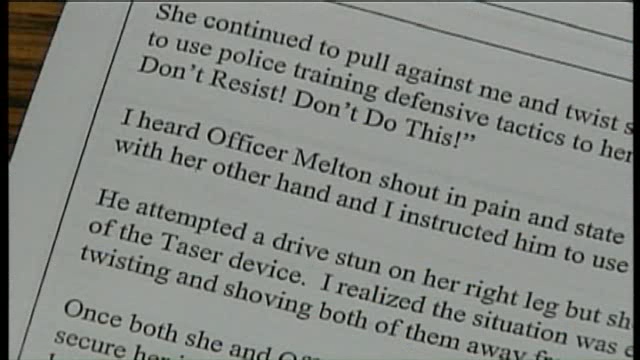 She continued to pull against me and twist
to use police training defensive tactics to her
Don't Resist! Don't Do This!"
I heard Officer Melton shout in pain and state
with her other hand and I instructed him to use
He attempted a drive stun on her right leg but
of the Taser device. I realized the situation was
twisting and shoving both of them away
Once both she and
secure her